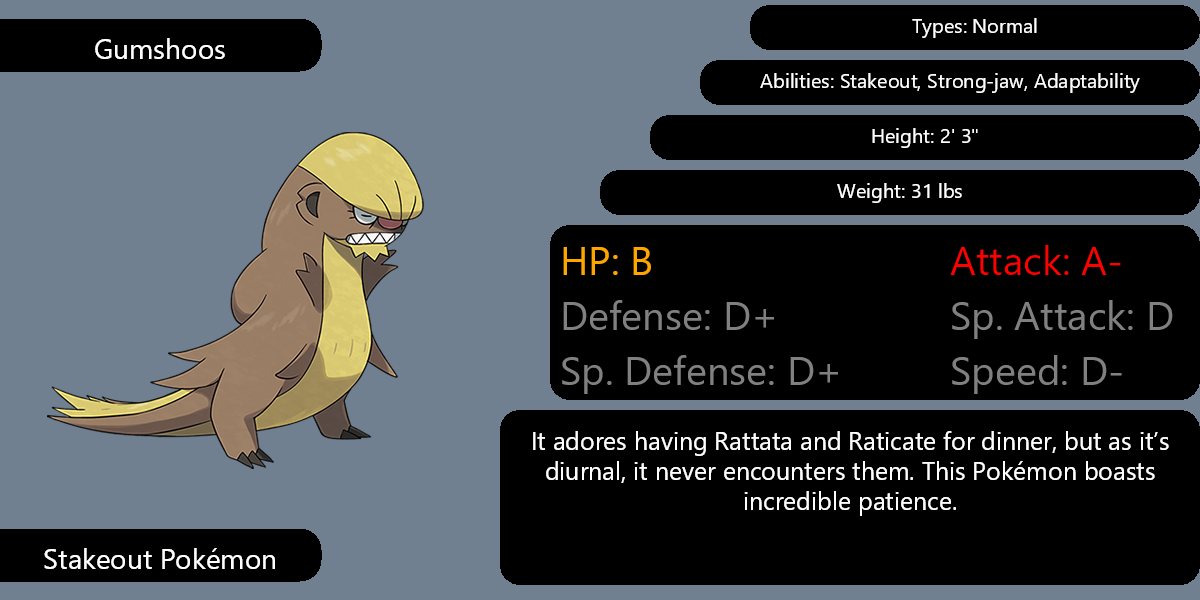 Gumshoos
Types: Normal
Abilities: Stakeout, Strong-jaw, Adaptability
Height: 2' 3"
Weight: 31 lbs
HP: B
Attack: A-
Defense: D+
Sp. Attack: D
Sp. Defense: D+
Speed: D-
It adores having Rattata and Raticate for dinner, but as it’s
diurnal, it never encounters them. This Pokémon boasts
incredible patience.
Stakeout Pokémon